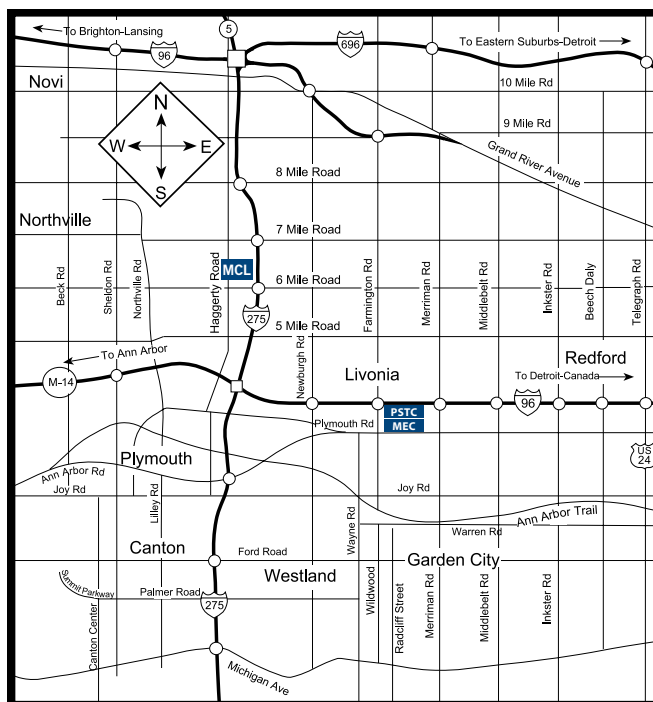 To Brighton-Lansing
5
96
696
To Eastern Suburbs-Detroit
Novi
10 Mile Rd
9 Mile Rd
N
W
E
S
Grand River Avenue
8 Mile Road
Northville
7 Mile Road
MCL
6 Mile Road
Beck Rd
Sheldon Rd
Northville Rd
Haggerty Road
Farmington Rd
Merriman Rd
Middlebelt Rd
Inkster Rd
Beech Daly
Telegraph Rd
275
5 Mile Road
To Ann Arbor
Newburgh Rd
Redford
M-14
Livonia
To Detroit-Canada
96
PSTC
MEC
Plymouth Rd
Plymouth
US
24
Ann Arbor Rd
Joy Rd
Joy Rd
Lilley Rd
Wayne Rd
Ann Arbor Trail
Warren Rd
Canton
Ford Road
Garden City
Westland
Summit Parkway
Palmer Road
275
Canton Center
Wildwood
Radcliff Street
Merriman Rd
Middlebelt Rd
Inkster Rd
Michigan Ave